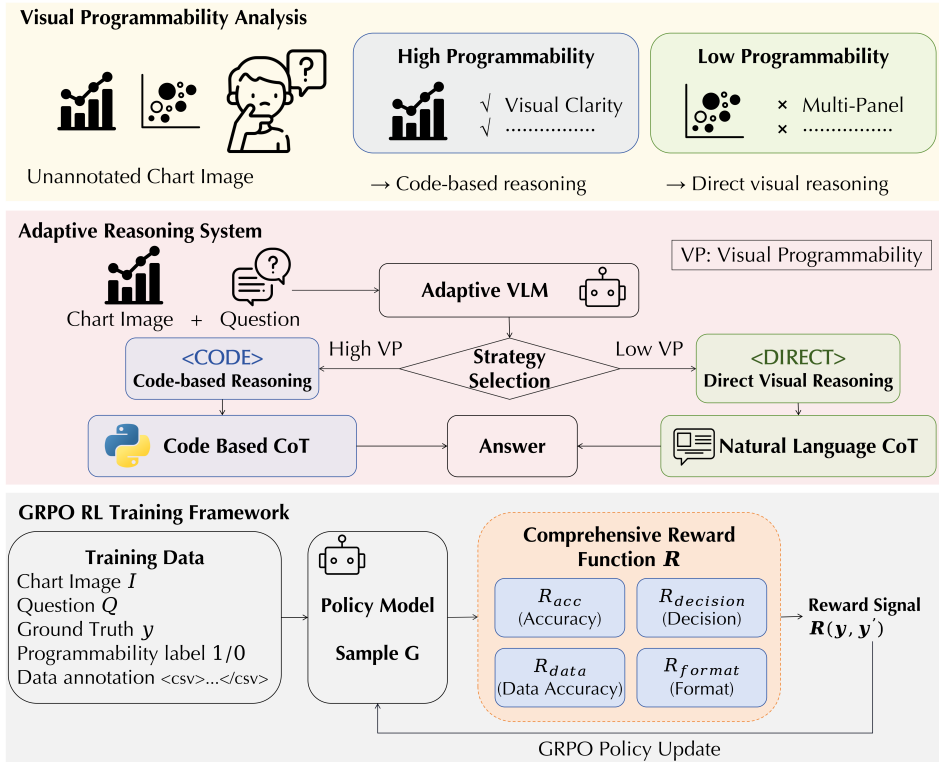 Visual Programmability Analysis
?
Unannotated Chart Image
High Programmability
√ Visual Clarity
√ ................
→ Code-based reasoning
Low Programmability
× Multi-Panel
× ................
→ Direct visual reasoning
Adaptive Reasoning System
VP: Visual Programmability
?
Chart Image + Question
Adaptive VLM
Strategy
Selection
High VP
Low VP
<CODE>
Code-based Reasoning
<DIRECT>
Direct Visual Reasoning
Code Based CoT
Answer
Natural Language CoT
GRPO RL Training Framework
Training Data
Chart Image I
Question Q
Ground Truth y
Programmability label 1/0
Data annotation <csv>...</csv>
Policy Model
Sample G
Comprehensive Reward
Function R
R_acc
(Accuracy)
R_decision
(Decision)
R_data
(Data Accuracy)
R_format
(Format)
Reward Signal
R(y, y′)
GRPO Policy Update